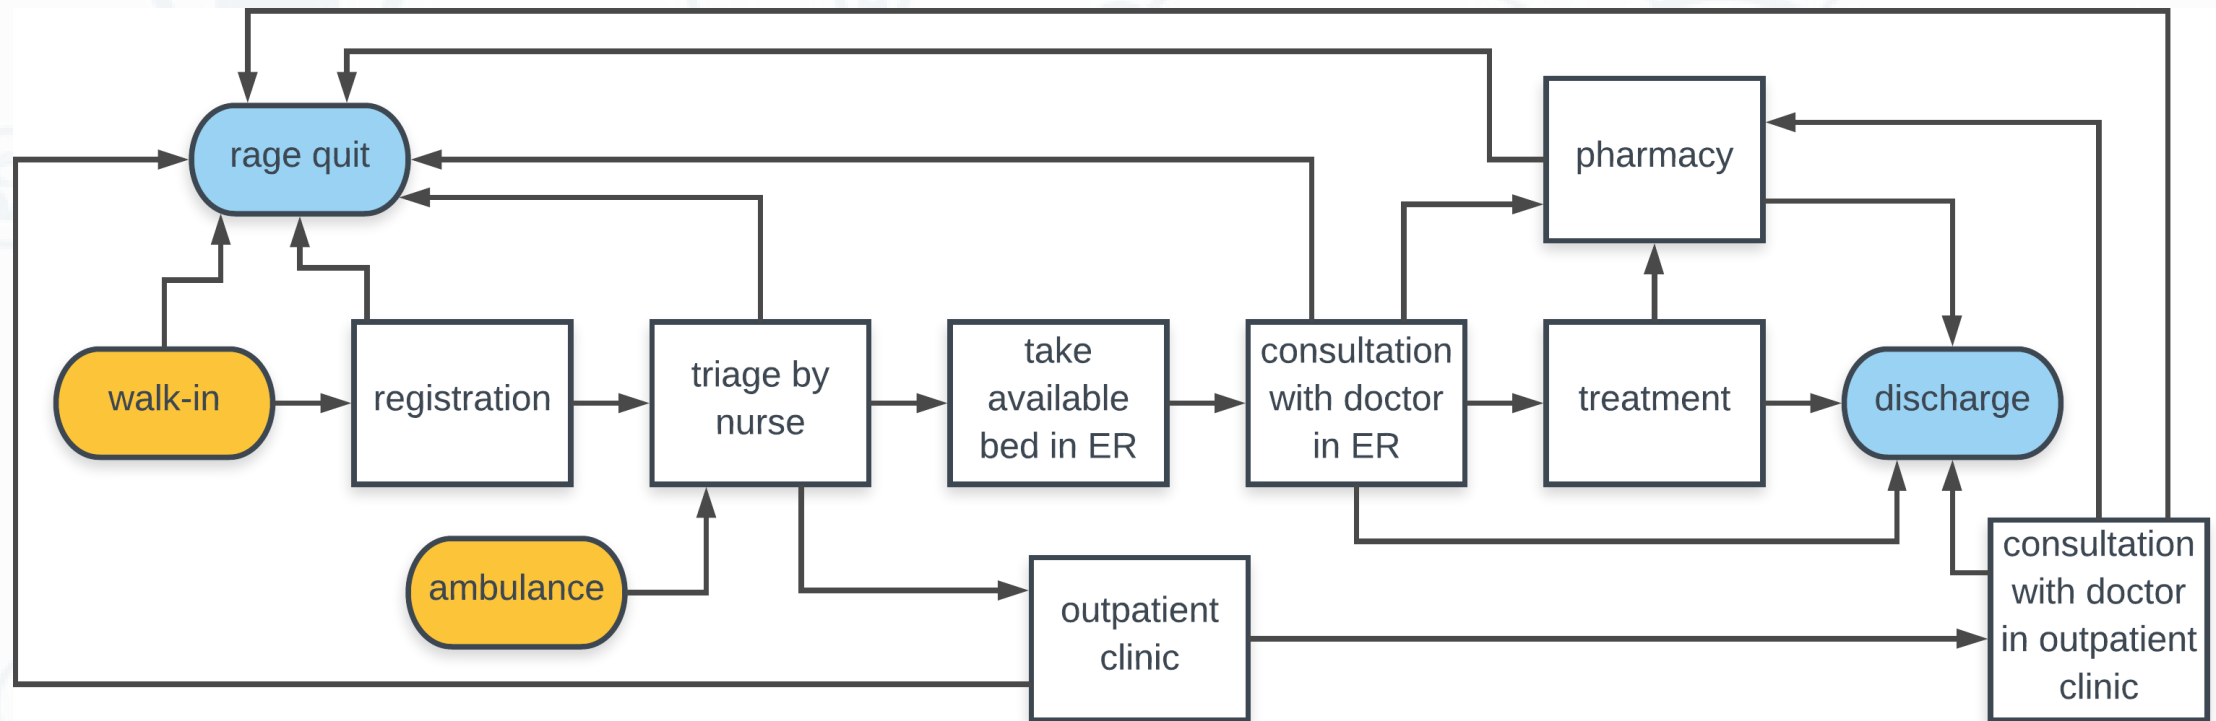 rage quit
pharmacy
walk-in
registration
triage by
nurse
take
available
bed in ER
consultation
with doctor
in ER
treatment
discharge
ambulance
outpatient
clinic
consultation
with doctor
in outpatient
clinic